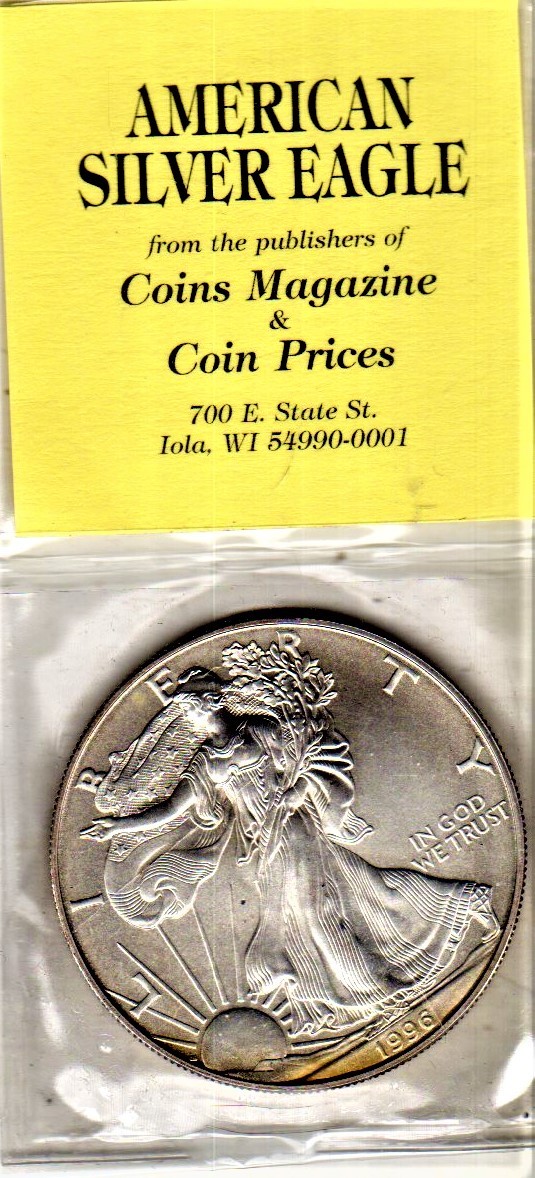 AMERICAN
SILVER EAGLE
from the publishers of
Coins Magazine
&
Coin Prices
700 E. State St.
Iola, WI 54990-0001
LIBERTY
IN GOD
WE TRUST
1996